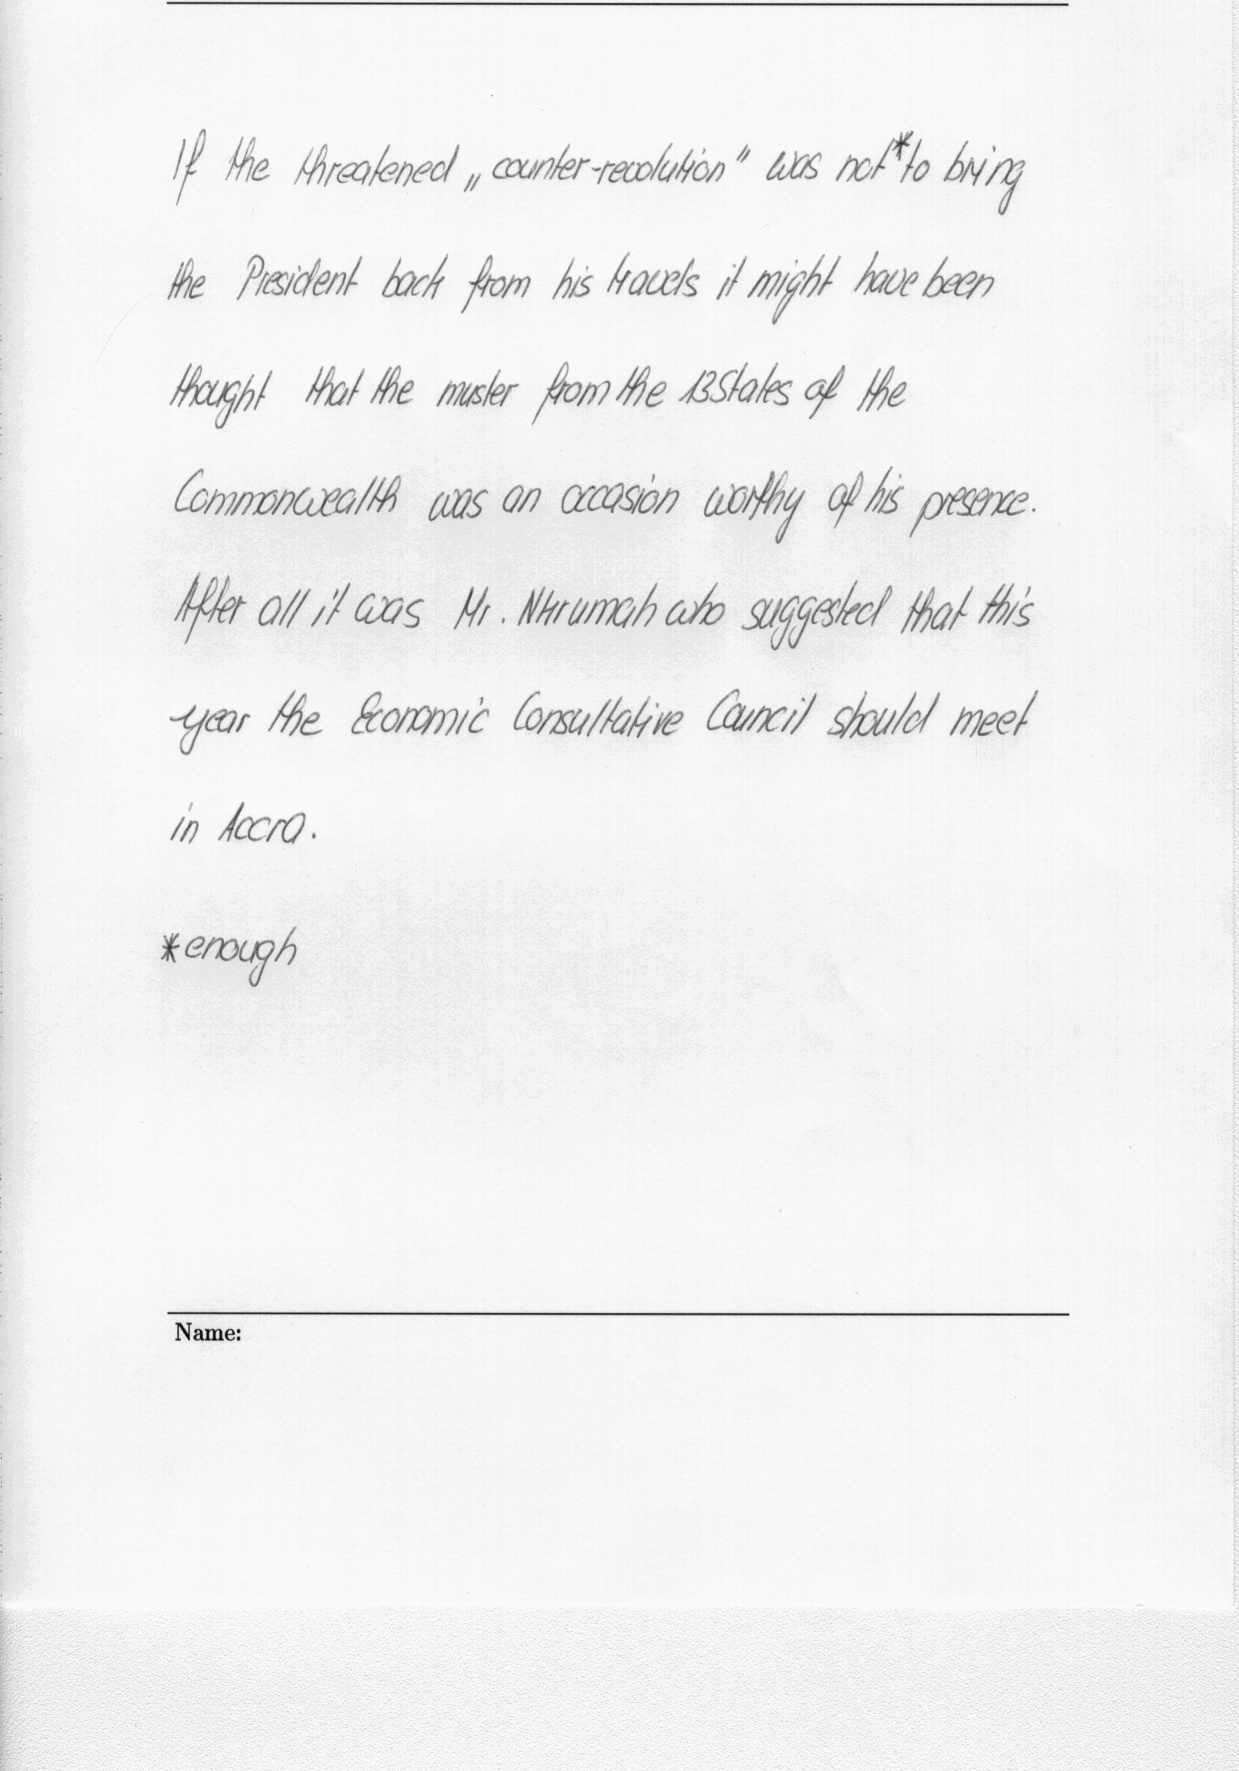 If the threatened „counter-revolution" was not* to bring
the President back from his travels it might have been
thought that the muster from the 13 States of the
Commonwealth was an occasion worthy of his presence.
After all it was Mr. Nkrumah who suggested that this
year the Economic Consultative Council should meet
in Accra.
*enough
Name: